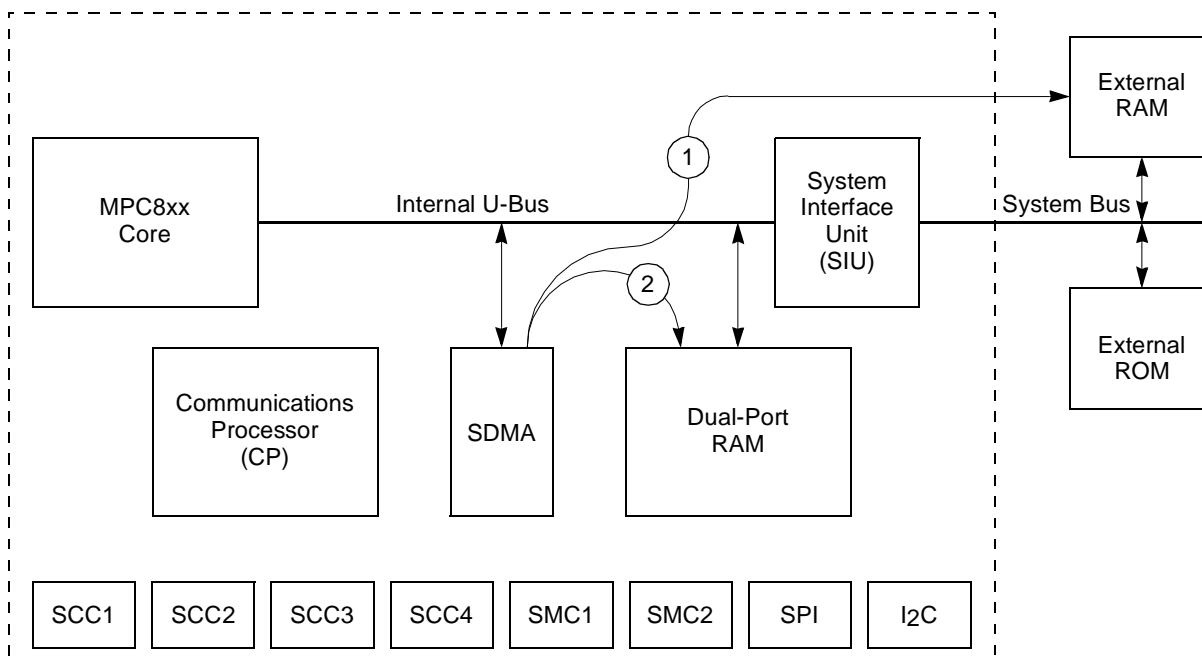 External
RAM
1
MPC8xx
Core
Internal U-Bus
System
Interface
Unit
(SIU)
System Bus
2
External
ROM
Communications
Processor
(CP)
SDMA
Dual-Port
RAM
SCC1
SCC2
SCC3
SCC4
SMC1
SMC2
SPI
I2C